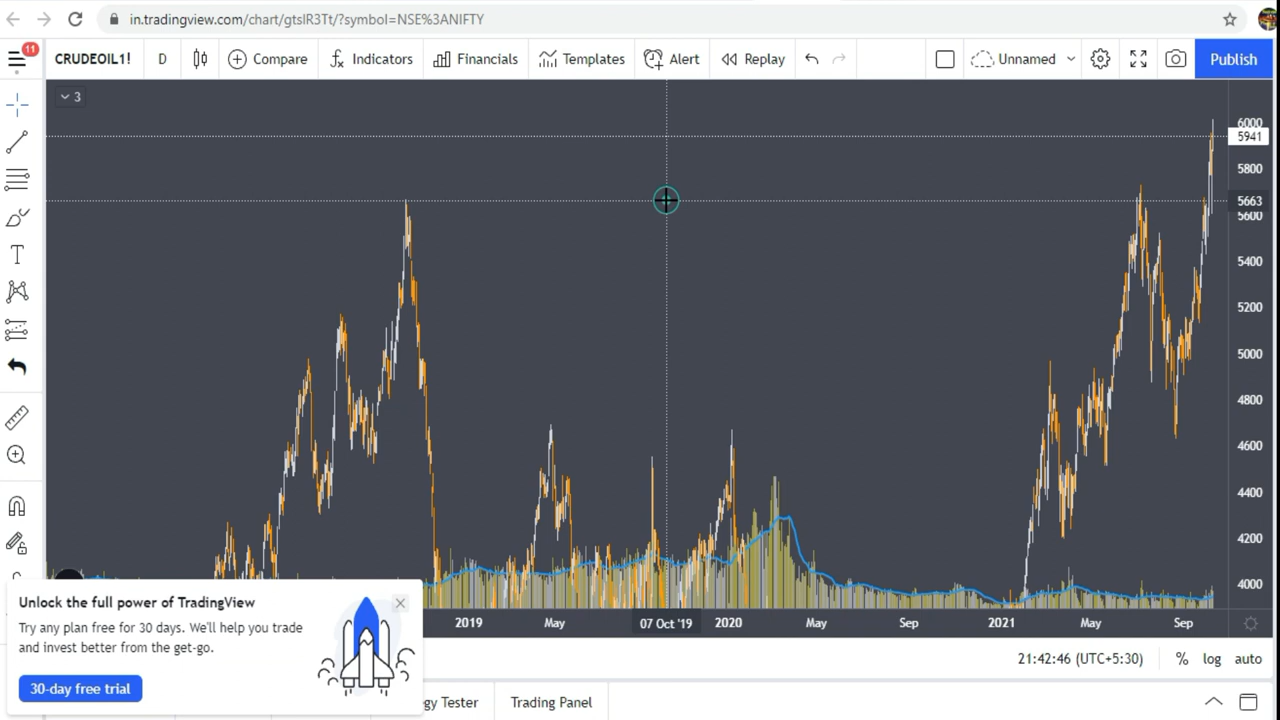 in.tradingview.com/chart/gtslR3Tt/?symbol=NSE%3ANIFTY
11
CRUDEOIL1! D Compare Indicators Financials Templates Alert Replay Unnamed Publish
3
6000
5941
5800
5663
5600
5400
5200
5000
4800
4600
4400
4200
4000
Unlock the full power of TradingView
Try any plan free for 30 days. We'll help you trade
and invest better from the get-go.
30-day free trial
2019 May 07 Oct '19 2020 May Sep 2021 May Sep
21:42:46 (UTC+5:30) % log auto
gy Tester Trading Panel